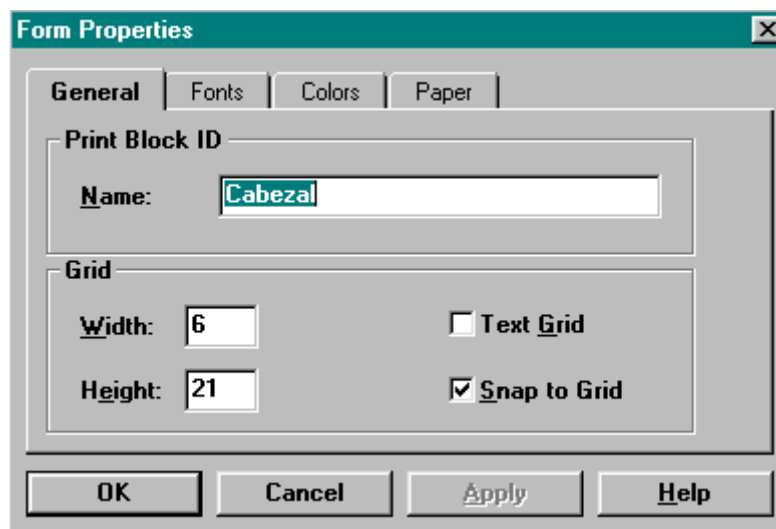 Form Properties
General Fonts Colors Paper
Print Block ID
Name: Cabezal
Grid
Width: 6 Text Grid
Height: 21 Snap to Grid
OK Cancel Apply Help